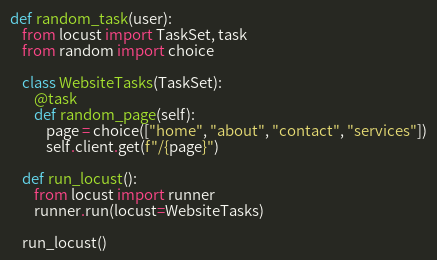 def random_task(user):
    from locust import TaskSet, task
    from random import choice

    class WebsiteTasks(TaskSet):
        @task
        def random_page(self):
            page = choice(["home", "about", "contact", "services"])
            self.client.get(f"/{page}")

    def run_locust():
        from locust import runner
        runner.run(locust=WebsiteTasks)

    run_locust()